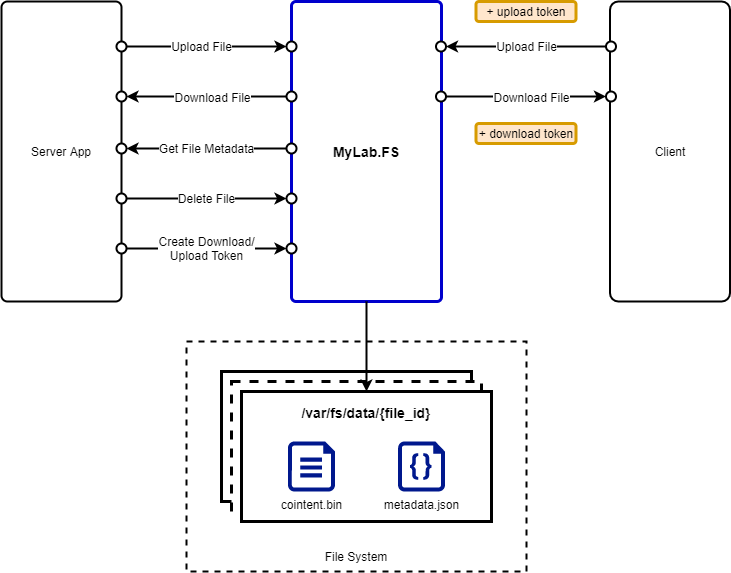 + upload token
Upload File
Upload File
Download File
Download File
+ download token
Server App
Get File Metadata
MyLab.FS
Client
Delete File
Create Download/
Upload Token
/var/fs/data/{file_id}
cointent.bin
metadata.json
File System